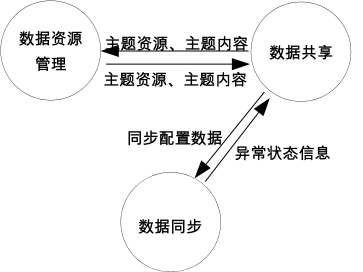 数据资源
管理
主题资源、主题内容
主题资源、主题内容
数据共享
同步配置数据
异常状态信息
数据同步